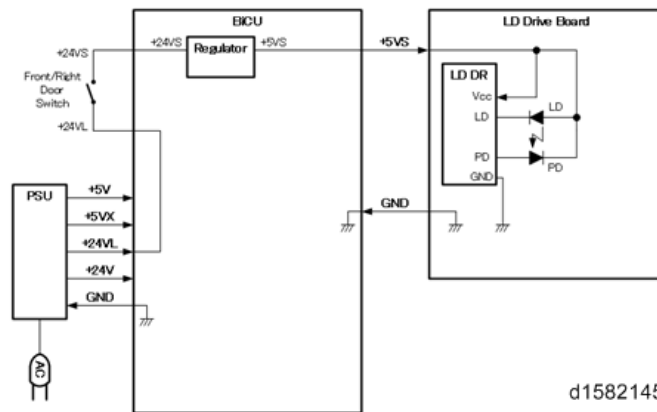 BiCU
LD Drive Board
+24VS
Regulator
+5VS
+5VS
+24VS
Front/Right
Door
Switch
+24VL
LD DR
Vcc
LD
LD
PD
PD
GND
PSU
+5V
+5VX
+24VL
+24V
GND
GND
AC
d1582145